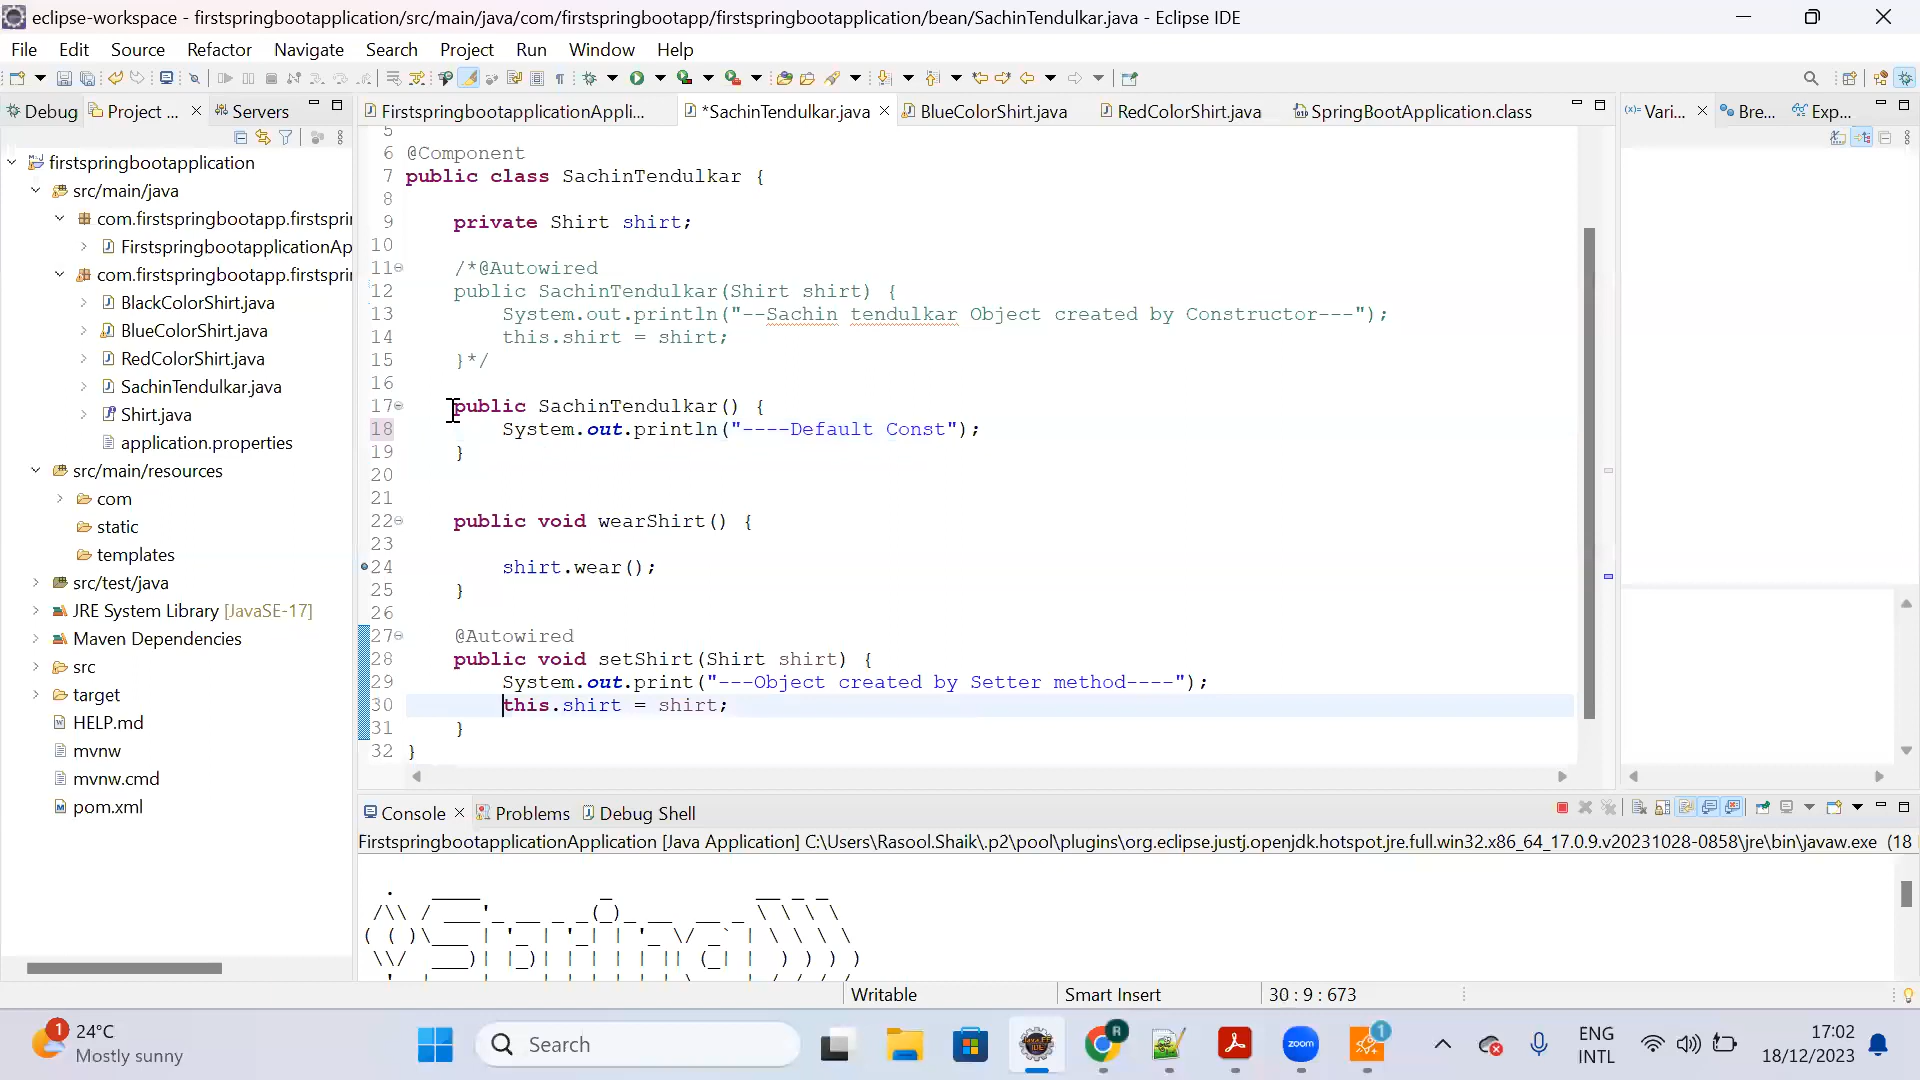 eclipse-workspace - firstspringbootapplication/src/main/java/com/firstspringbootapp/firstspringbootapplication/bean/SachinTendulkar.java - Eclipse IDE
File Edit Source Refactor Navigate Search Project Run Window Help
Debug Project ... Servers
FirstspringbootapplicationAppli... *SachinTendulkar.java BlueColorShirt.java RedColorShirt.java SpringBootApplication.class
Vari... Bre... Exp...
firstspringbootapplication
src/main/java
com.firstspringbootapp.firstsprin
FirstspringbootapplicationAp
com.firstspringbootapp.firstsprin
BlackColorShirt.java
BlueColorShirt.java
RedColorShirt.java
SachinTendulkar.java
Shirt.java
application.properties
src/main/resources
com
static
templates
src/test/java
JRE System Library [JavaSE-17]
Maven Dependencies
src
target
HELP.md
mvnw
mvnw.cmd
pom.xml
5
6 @Component
7 public class SachinTendulkar {
8
9 private Shirt shirt;
10
11 /*@Autowired
12 public SachinTendulkar(Shirt shirt) {
13 System.out.println("--Sachin tendulkar Object created by Constructor---");
14 this.shirt = shirt;
15 }*/
16
17 public SachinTendulkar() {
18 System.out.println("----Default Const");
19 }
20
21
22 public void wearShirt() {
23
24 shirt.wear();
25 }
26
27 @Autowired
28 public void setShirt(Shirt shirt) {
29 System.out.print("---Object created by Setter method----");
30 this.shirt = shirt;
31 }
32 }
Console Problems Debug Shell
FirstspringbootapplicationApplication [Java Application] C:\Users\Rasool.Shaik\.p2\pool\plugins\org.eclipse.justj.openjdk.hotspot.jre.full.win32.x86_64_17.0.9.v20231028-0858\jre\bin\javaw.exe (18
Writable Smart Insert 30 : 9 : 673
1
24°C
Mostly sunny
Search
R
zoom
1
ENG
INTL
17:02
18/12/2023